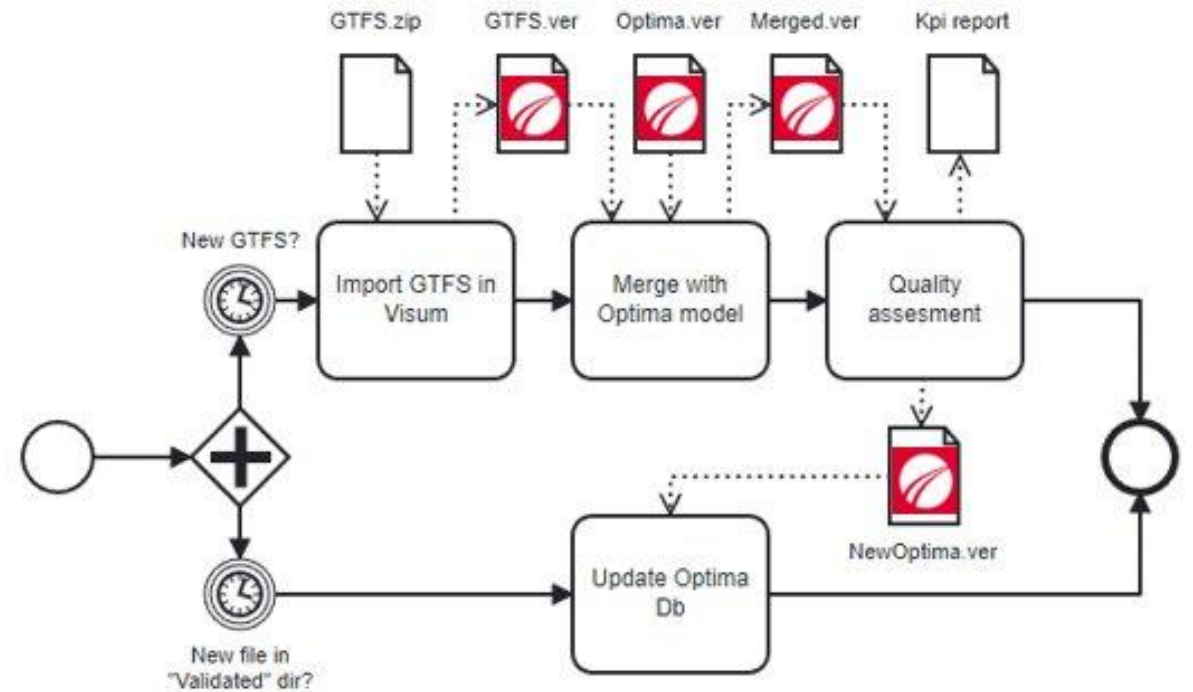 GTFS.zip
GTFS.ver
Optima.ver
Merged.ver
Kpi report
New GTFS?
Import GTFS in
Visum
Merge with
Optima model
Quality
assesment
NewOptima.ver
Update Optima
Db
New file in
"Validated" dir?